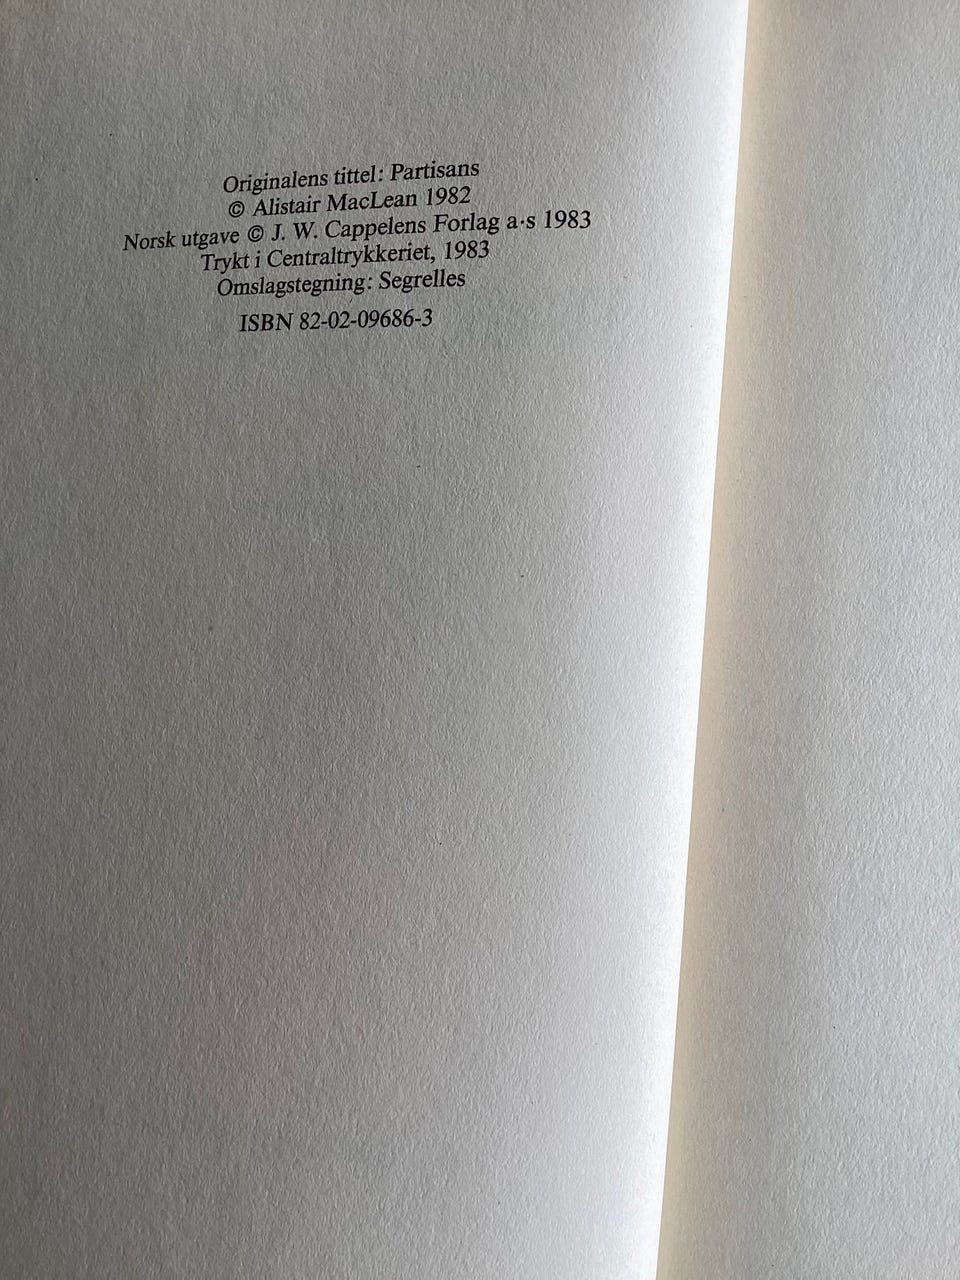 Originalens tittel: Partisans
© Alistair MacLean 1982
Norsk utgave © J. W. Cappelens Forlag a·s 1983
Trykt i Centraltrykkeriet, 1983
Omslagstegning: Segrelles
ISBN 82-02-09686-3